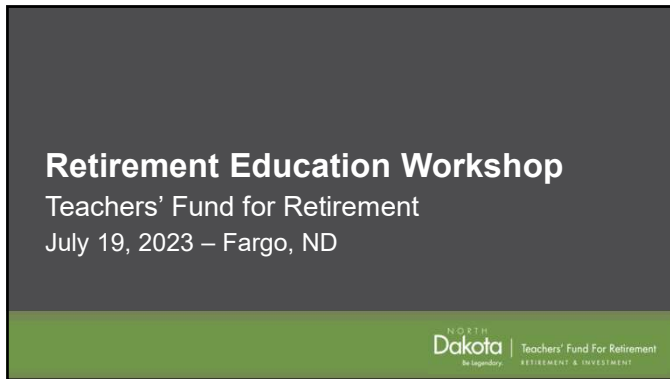 Retirement Education Workshop
Teachers' Fund for Retirement
July 19, 2023 – Fargo, ND
NORTH
Dakota
Be Legendary.
Teachers' Fund For Retirement
RETIREMENT & INVESTMENT